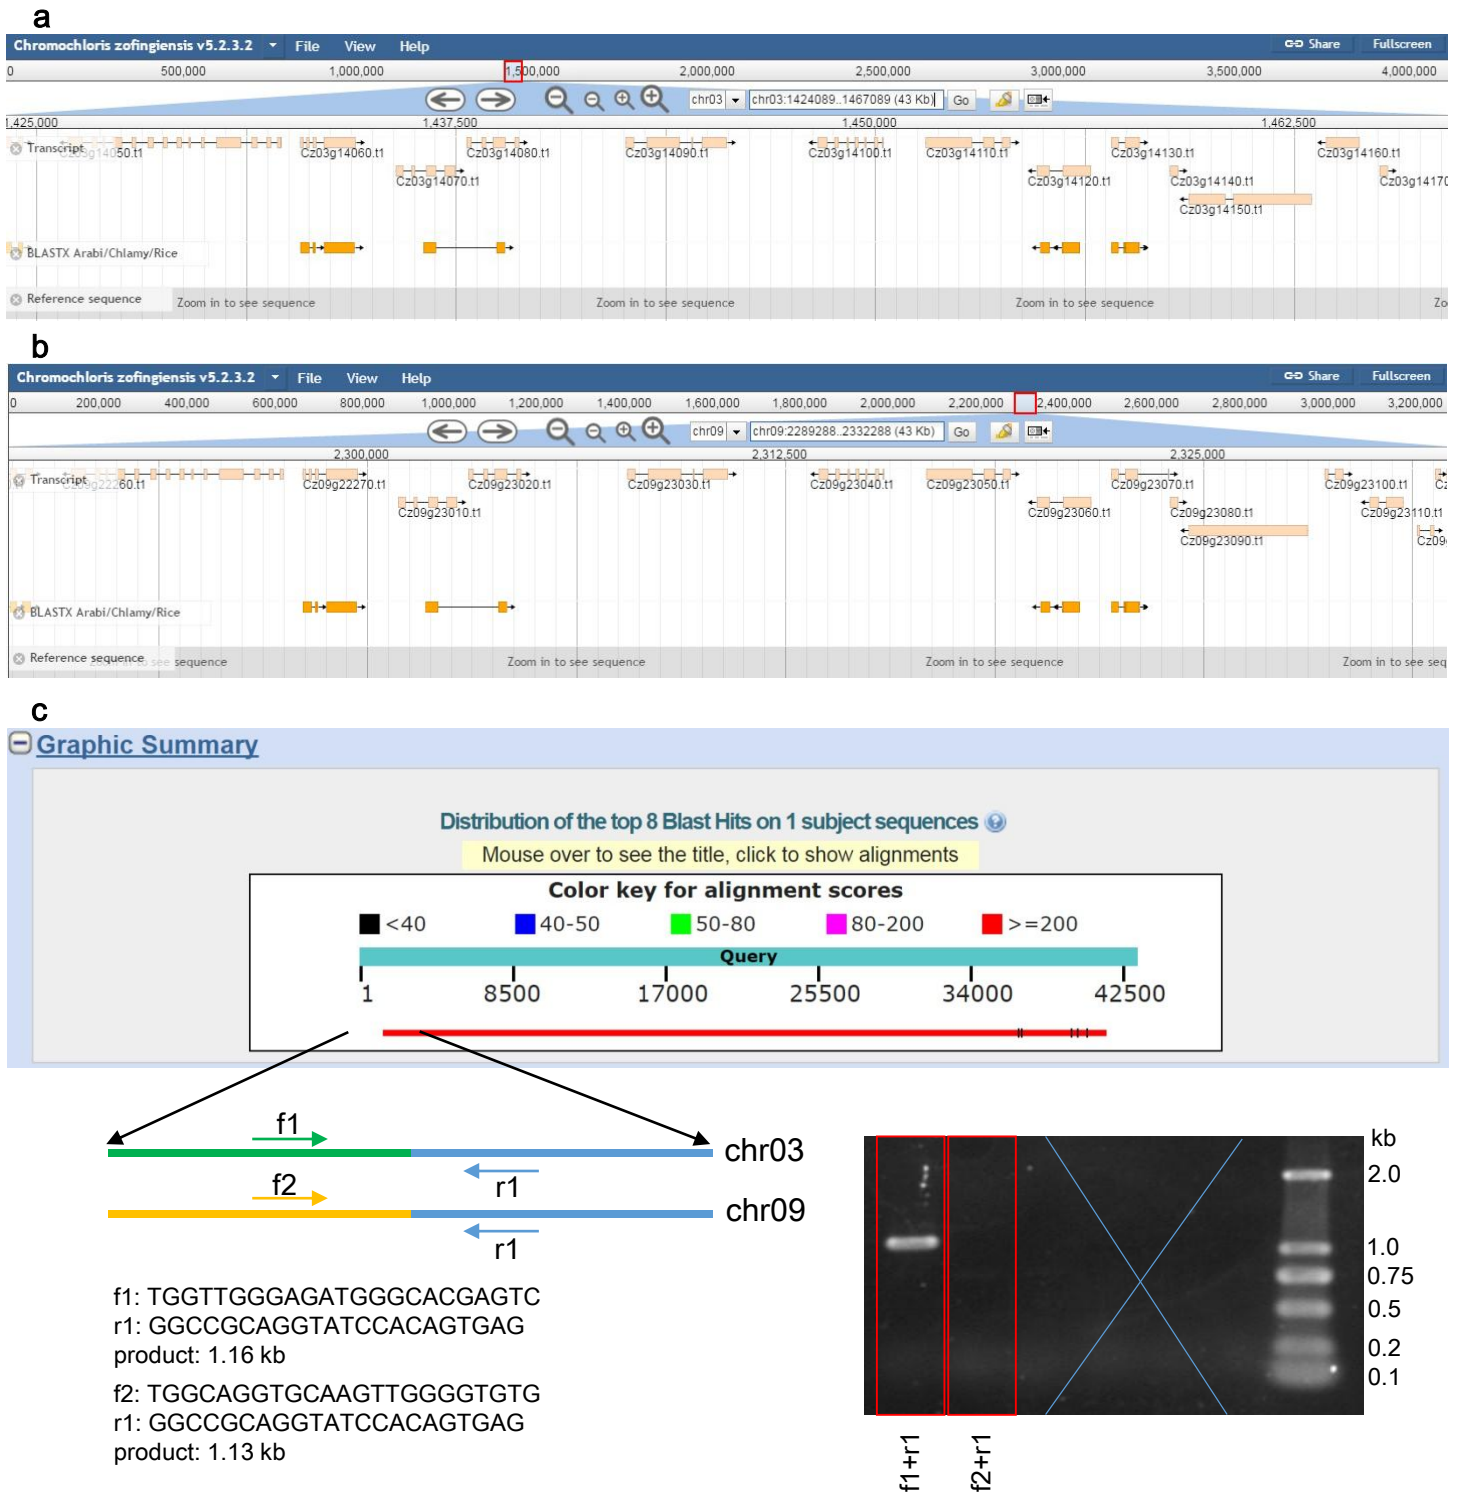 a
Chromochloris zofingiensis v5.2.3.2 File View Help Share Fullscreen
0 500,000 1,000,000 1,500,000 2,000,000 2,500,000 3,000,000 3,500,000 4,000,000
chr03 chr03:1424089..1467089 (43 Kb) Go
1,425,000 1,437,500 1,450,000 1,462,500
Transcript Cz03g14050.t1 Cz03g14060.t1 Cz03g14080.t1 Cz03g14090.t1 Cz03g14100.t1 Cz03g14110.t1 Cz03g14130.t1 Cz03g14160.t1
Cz03g14070.t1 Cz03g14120.t1 Cz03g14140.t1 Cz03g14170
Cz03g14150.t1
BLASTX Arabi/Chlamy/Rice
Reference sequence Zoom in to see sequence Zoom in to see sequence Zoom in to see sequence Zo
b
Chromochloris zofingiensis v5.2.3.2 File View Help Share Fullscreen
0 200,000 400,000 600,000 800,000 1,000,000 1,200,000 1,400,000 1,600,000 1,800,000 2,000,000 2,200,000 2,400,000 2,600,000 2,800,000 3,000,000 3,200,000
chr09 chr09:2289288..2332288 (43 Kb) Go
2,300,000 2,312,500 2,325,000
Transcript Cz09g22260.t1 Cz09g22270.t1 Cz09g23020.t1 Cz09g23030.t1 Cz09g23040.t1 Cz09g23050.t1 Cz09g23070.t1 Cz09g23100.t1
Cz09g23010.t1 Cz09g23060.t1 Cz09g23080.t1 Cz09g23110.t1
Cz09g23090.t1 Cz09
BLASTX Arabi/Chlamy/Rice
Reference sequence see sequence Zoom in to see sequence Zoom in to see sequence Zoom in to see seq
c
Graphic Summary
Distribution of the top 8 Blast Hits on 1 subject sequences
Mouse over to see the title, click to show alignments
Color key for alignment scores
<40 40-50 50-80 80-200 >=200
Query
1 8500 17000 25500 34000 42500
f1
chr03
r1
f2
chr09
r1
f1: TGGTTGGGAGATGGGCACGAGTC
r1: GGCCGCAGGTATCCACAGTGAG
product: 1.16 kb
f2: TGGCAGGTGCAAGTTGGGGTGTG
r1: GGCCGCAGGTATCCACAGTGAG
product: 1.13 kb
kb
2.0
1.0
0.75
0.5
0.2
0.1
f1+r1
f2+r1